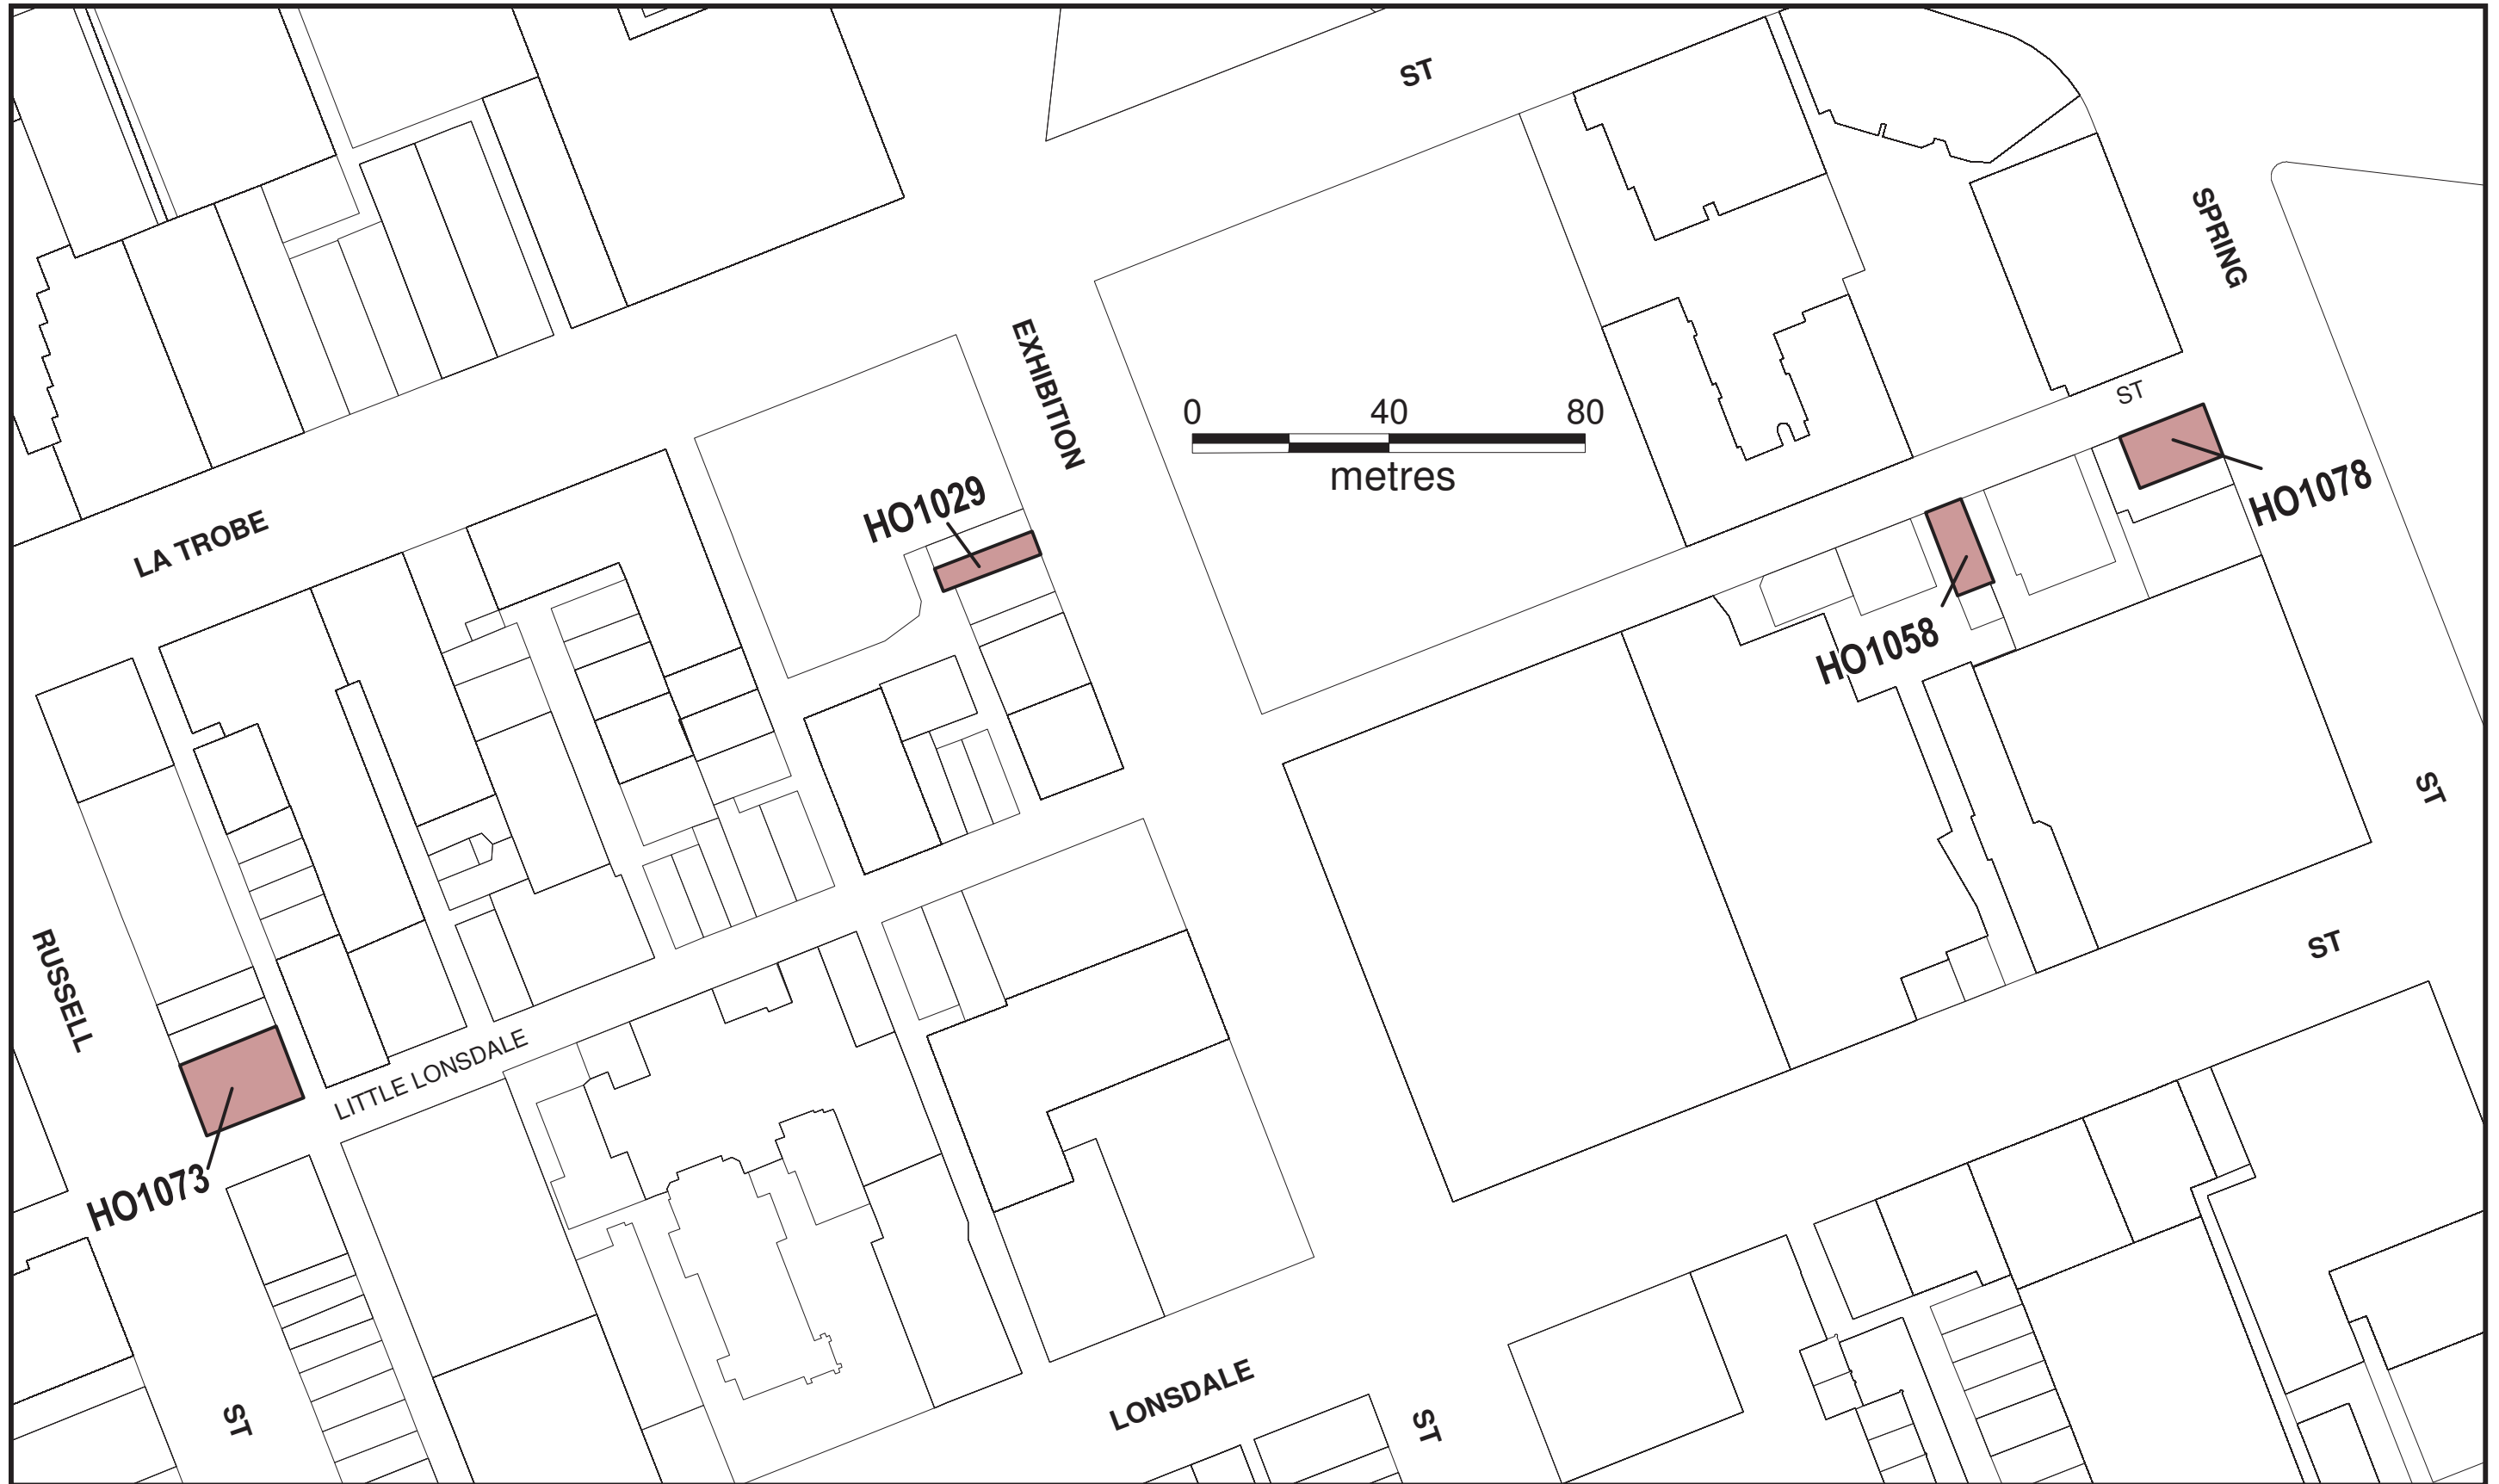 ST
SPRING
EXHIBITION
0 40 80
metres
ST
HO1029
HO1078
LA TROBE
HO1058
ST
RUSSELL
ST
LITTLE LONSDALE
HO1073
LONSDALE
ST
ST